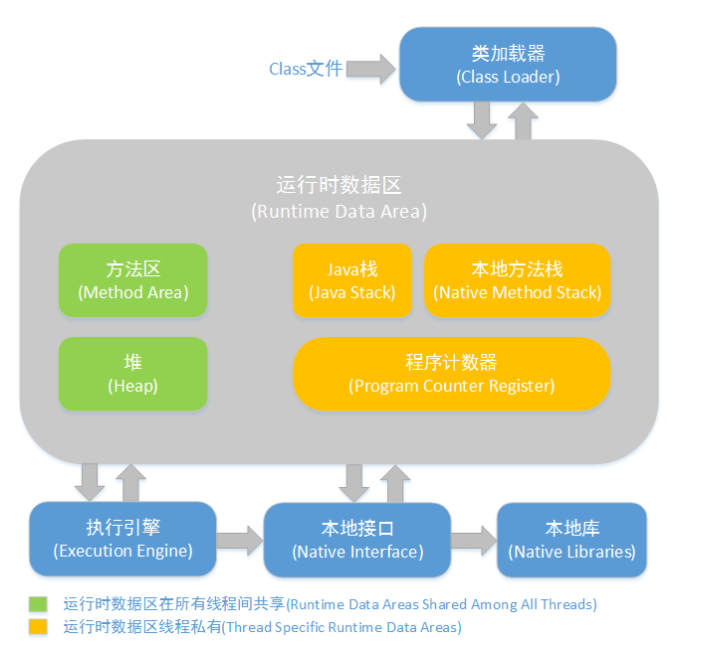 类加载器
Class文件
(Class Loader)
运行时数据区
(Runtime Data Area)
方法区
(Method Area)
Java栈
(Java Stack)
本地方法栈
(Native Method Stack)
堆
(Heap)
程序计数器
(Program Counter Register)
执行引擎
(Execution Engine)
本地接口
(Native Interface)
本地库
(Native Libraries)
运行时数据区在所有线程间共享(Runtime Data Areas Shared Among All Threads)
运行时数据区线程私有(Thread Specific Runtime Data Areas)